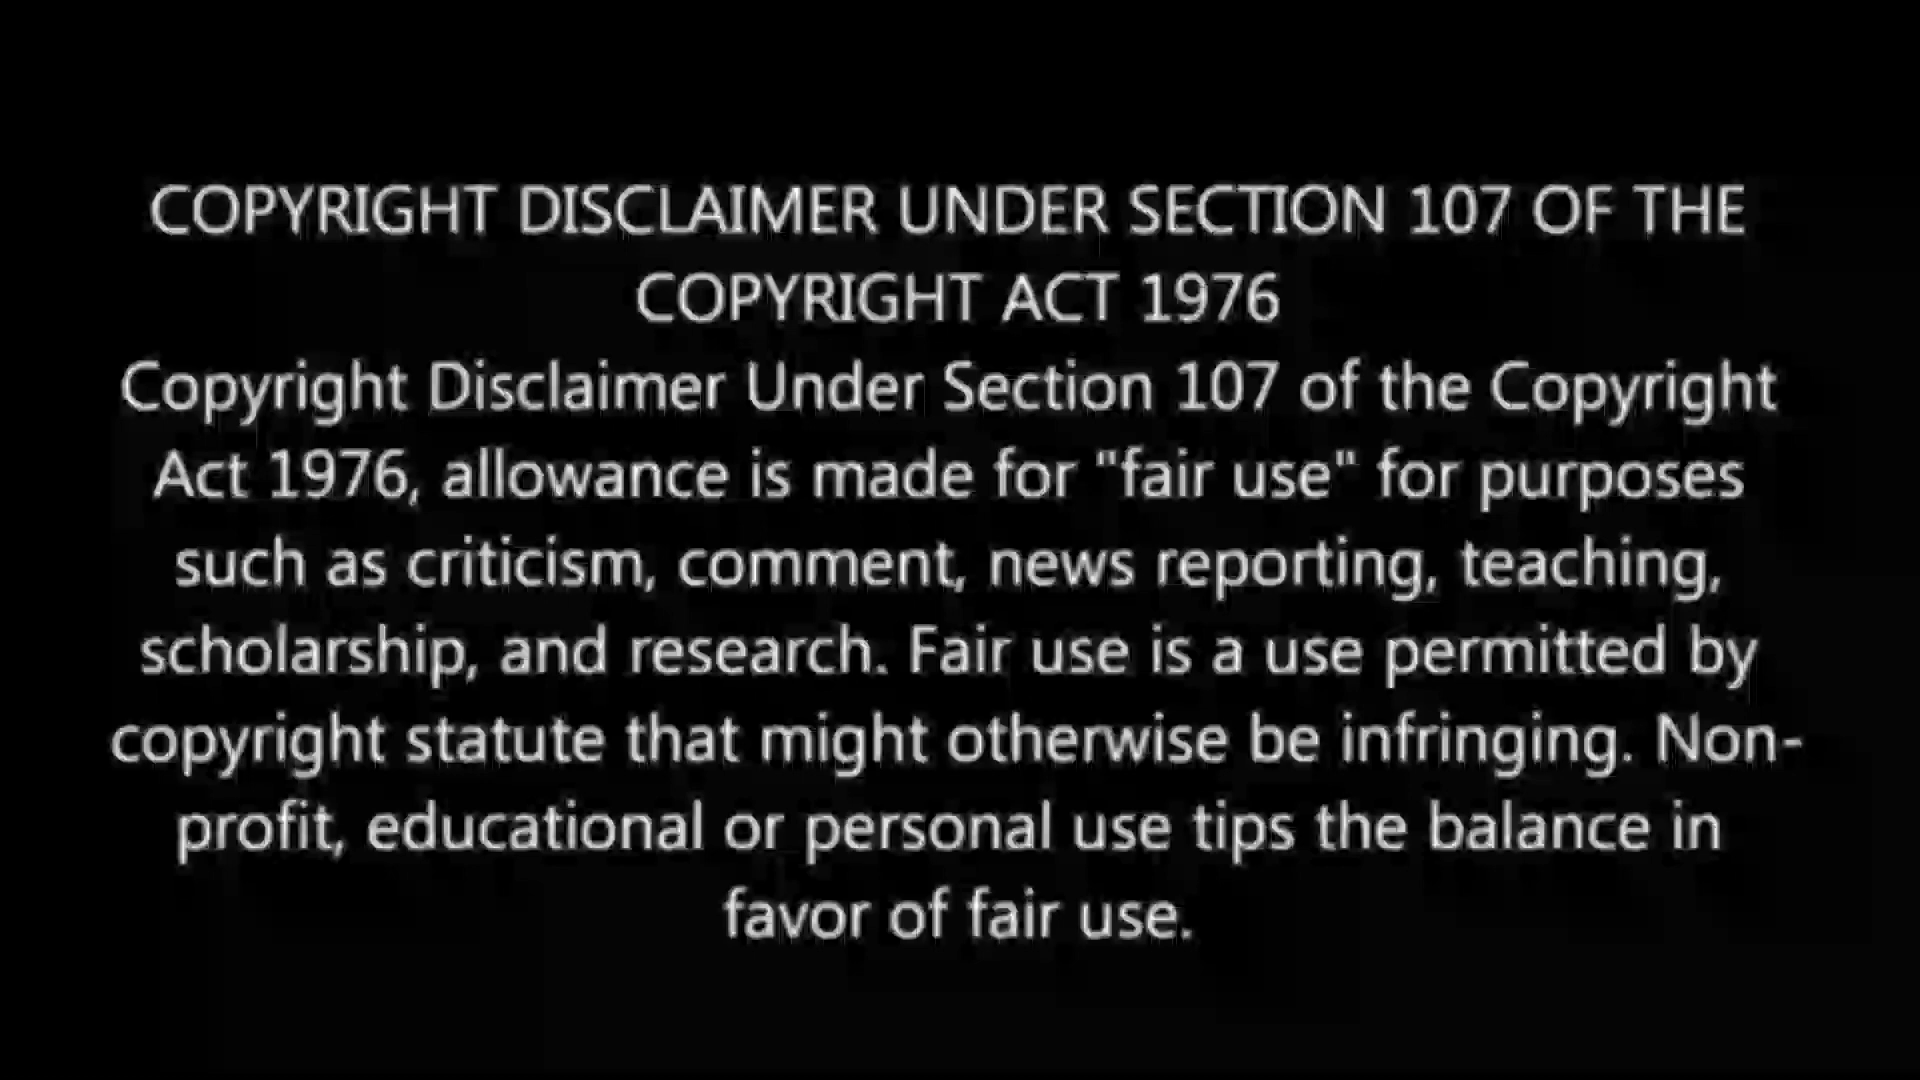 COPYRIGHT DISCLAIMER UNDER SECTION 107 OF THE
COPYRIGHT ACT 1976
Copyright Disclaimer Under Section 107 of the Copyright
Act 1976, allowance is made for "fair use" for purposes
such as criticism, comment, news reporting, teaching,
scholarship, and research. Fair use is a use permitted by
copyright statute that might otherwise be infringing. Non-
profit, educational or personal use tips the balance in
favor of fair use.